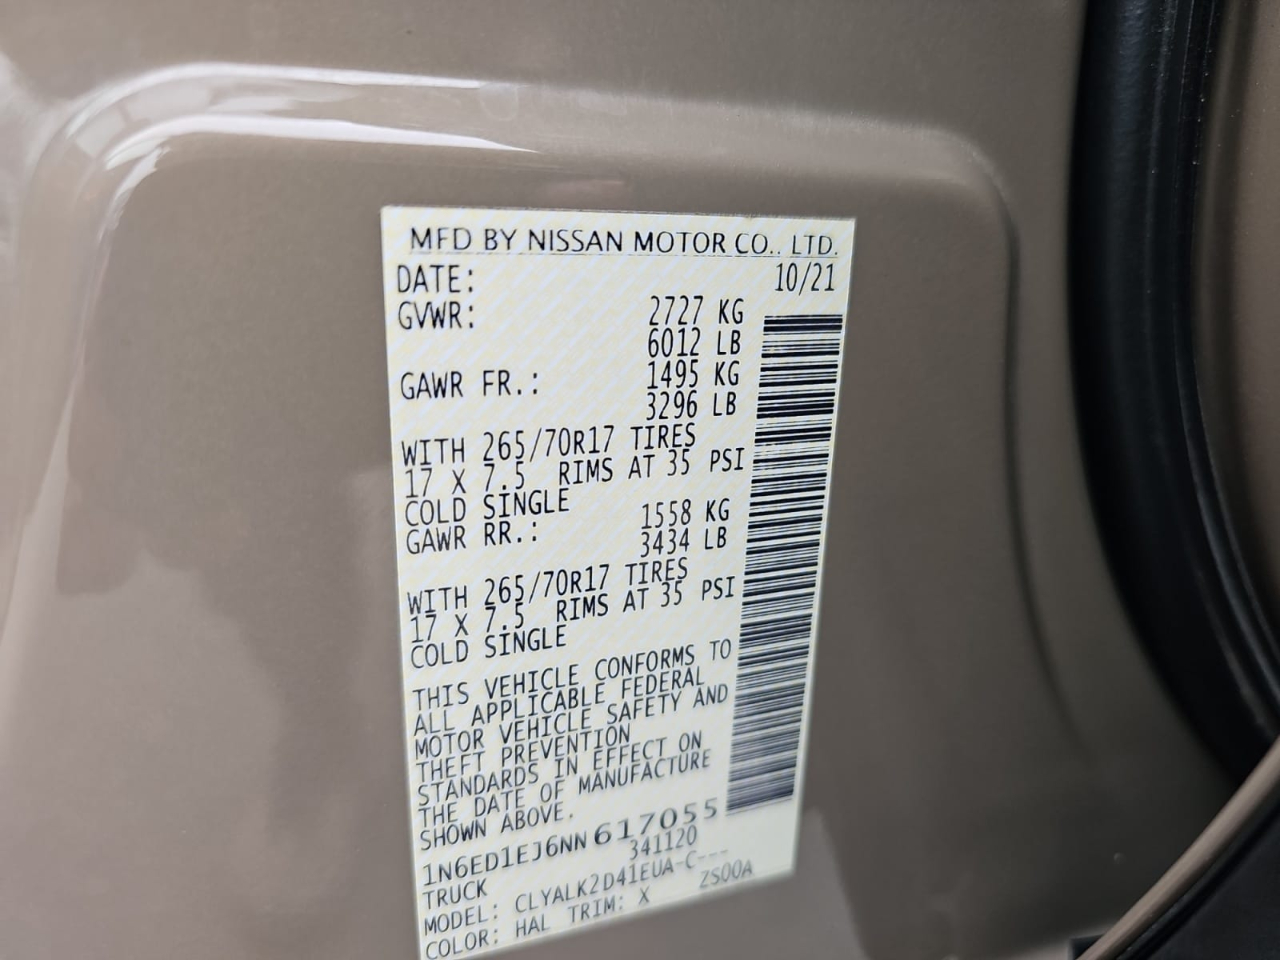 MFD BY NISSAN MOTOR CO., LTD.
DATE: 10/21
GVWR: 2727 KG
6012 LB
GAWR FR.: 1495 KG
3296 LB
WITH 265/70R17 TIRES
17 X 7.5 RIMS AT 35 PSI
COLD SINGLE
GAWR RR.: 1558 KG
3434 LB
WITH 265/70R17 TIRES
17 X 7.5 RIMS AT 35 PSI
COLD SINGLE
THIS VEHICLE CONFORMS TO
ALL APPLICABLE FEDERAL
MOTOR VEHICLE SAFETY AND
THEFT PREVENTION
STANDARDS IN EFFECT ON
THE DATE OF MANUFACTURE
SHOWN ABOVE.
1N6ED1EJ6NN617055
TRUCK 341120
MODEL: CLYALK2D41EUA-C---
COLOR: HAL TRIM: X ZS00A